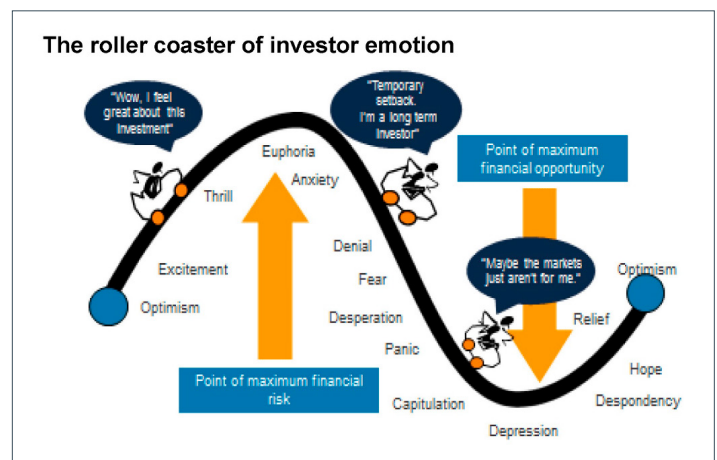 The roller coaster of investor emotion
"Wow, I feel
great about this
investment"
"Temporary
setback.
I'm a long term
investor"
Point of maximum
financial opportunity
Euphoria
Anxiety
Thrill
Denial
Excitement
Fear
"Maybe the markets
just aren't for me."
Optimism
Optimism
Desperation
Relief
Panic
Point of maximum financial
risk
Hope
Capitulation
Despondency
Depression